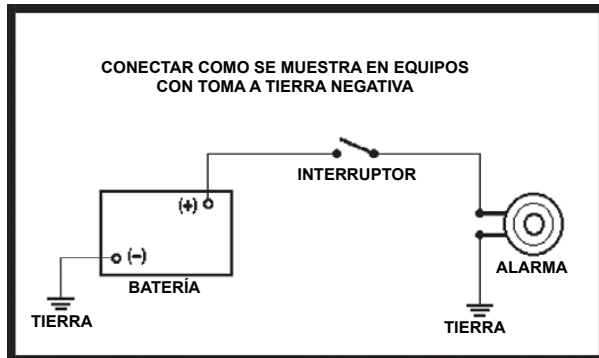 CONECTAR COMO SE MUESTRA EN EQUIPOS
CON TOMA A TIERRA NEGATIVA
INTERRUPTOR
(+)
(-)
BATERÍA
ALARMA
TIERRA
TIERRA